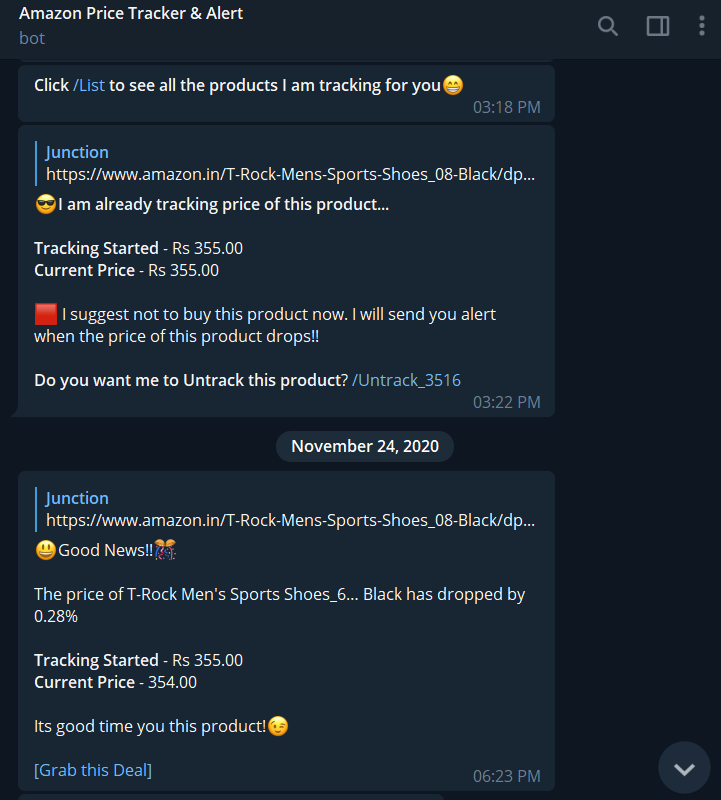 Amazon Price Tracker & Alert
bot
Click /List to see all the products I am tracking for you😁
03:18 PM
Junction
https://www.amazon.in/T-Rock-Mens-Sports-Shoes_08-Black/dp...
😎I am already tracking price of this product...
Tracking Started - Rs 355.00
Current Price - Rs 355.00
🟥 I suggest not to buy this product now. I will send you alert
when the price of this product drops!!
Do you want me to Untrack this product? /Untrack_3516
03:22 PM
November 24, 2020
Junction
https://www.amazon.in/T-Rock-Mens-Sports-Shoes_08-Black/dp...
😃Good News!!🎊
The price of T-Rock Men's Sports Shoes_6... Black has dropped by
0.28%
Tracking Started - Rs 355.00
Current Price - 354.00
Its good time you this product!😉
[Grab this Deal]
06:23 PM